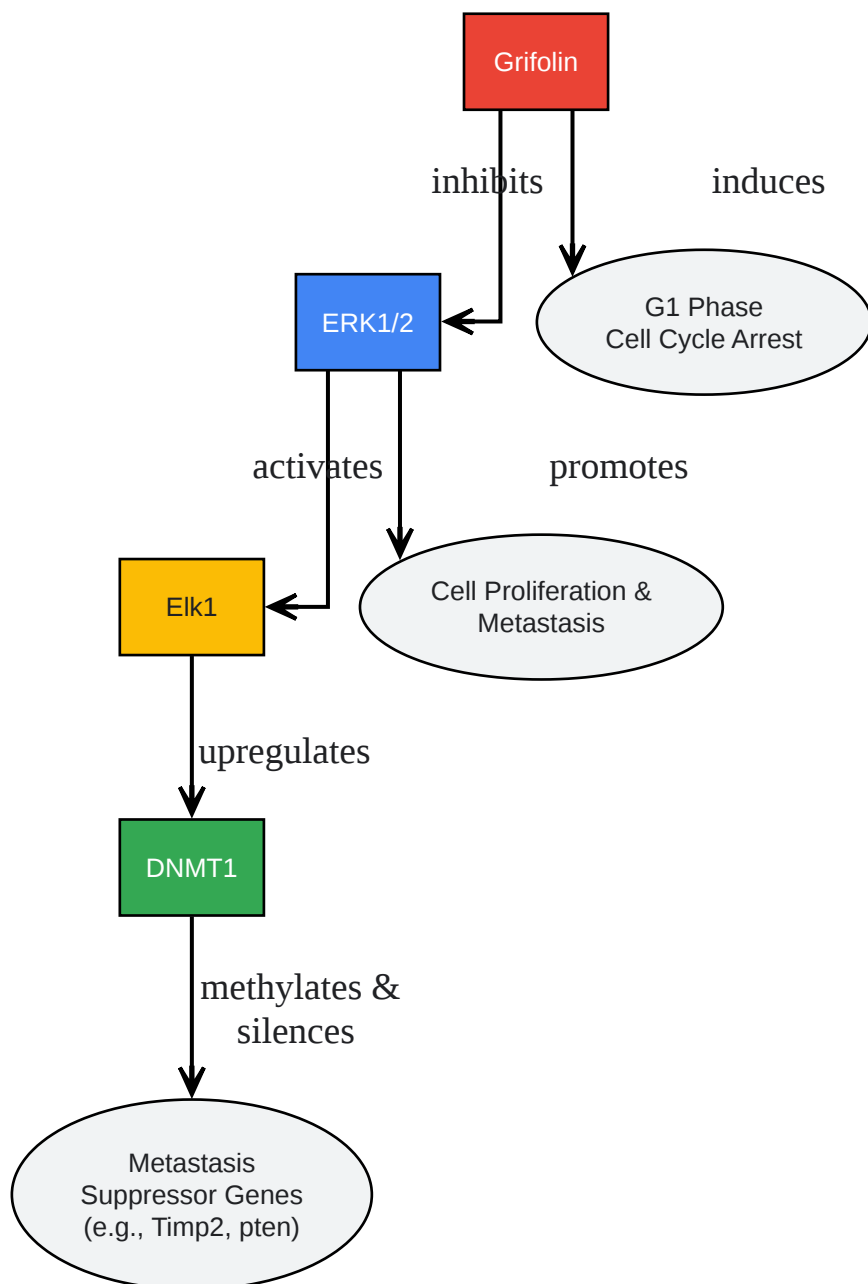 Grifolin
inhibits
induces
ERK1/2
G1 Phase
Cell Cycle Arrest
activates
promotes
Elk1
Cell Proliferation &
Metastasis
upregulates
DNMT1
methylates &
silences
Metastasis
Suppressor Genes
(e.g., Timp2, pten)